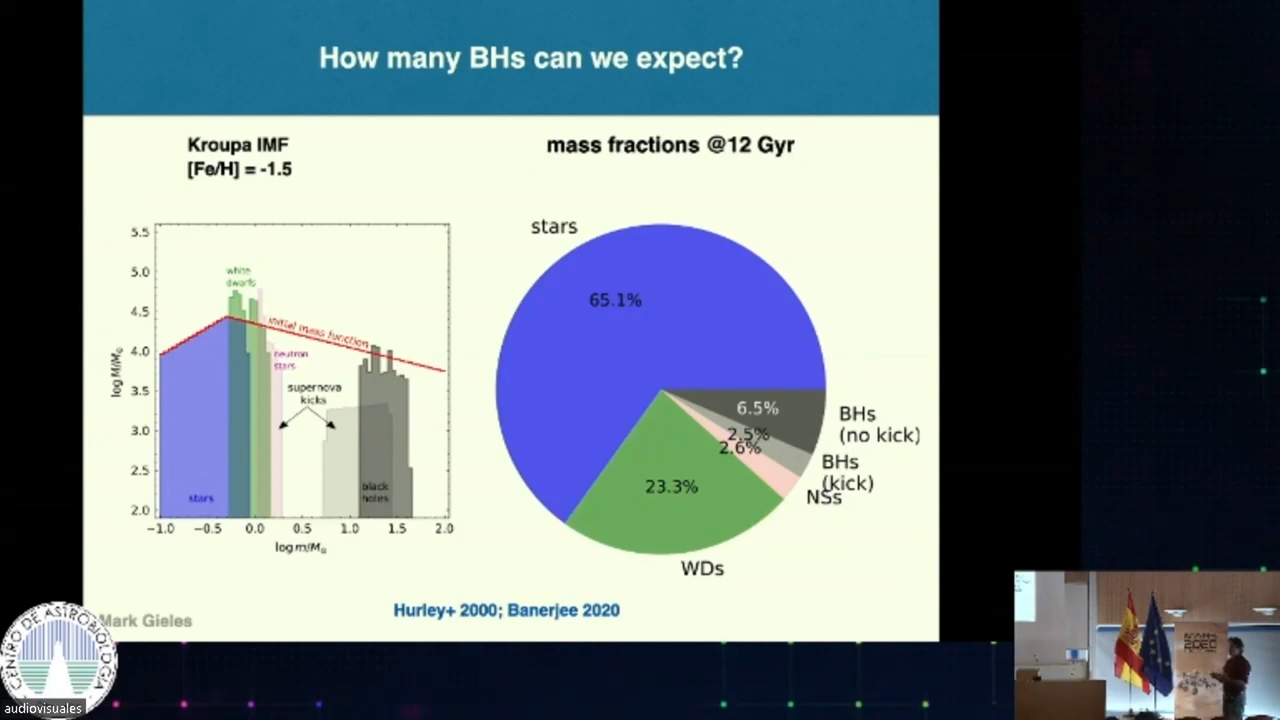 How many BHs can we expect?
Kroupa IMF
[Fe/H] = -1.5
mass fractions @12 Gyr
5.5
5.0
4.5
4.0
3.5
3.0
2.5
2.0
log M/M⊙
white
dwarfs
initial mass function
neutron
stars
supernova
kicks
stars
black
holes
−1.0 −0.5 0.0 0.5 1.0 1.5 2.0
log m/M⊙
stars
65.1%
6.5%
2.5%
2.6%
23.3%
BHs
(no kick)
BHs
(kick)
NSs
WDs
Hurley+ 2000; Banerjee 2020
Mark Gieles
CENTRO DE ASTROBIOLOGÍA
audiovisuales
MARS
2020